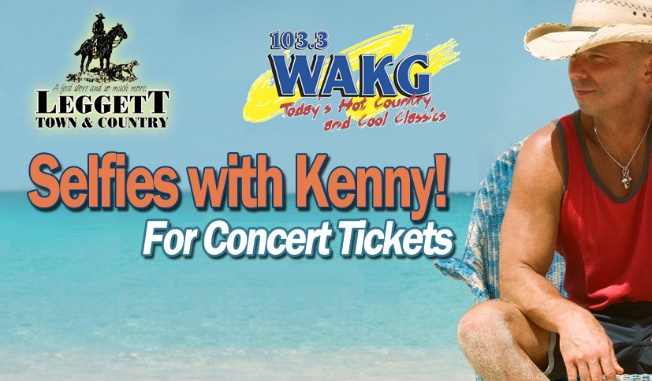 A feed store and so much more
LEGGETT
TOWN & COUNTRY
103.3
WAKG
Today's Hot Country
and Cool Classics
Selfies with Kenny!
For Concert Tickets